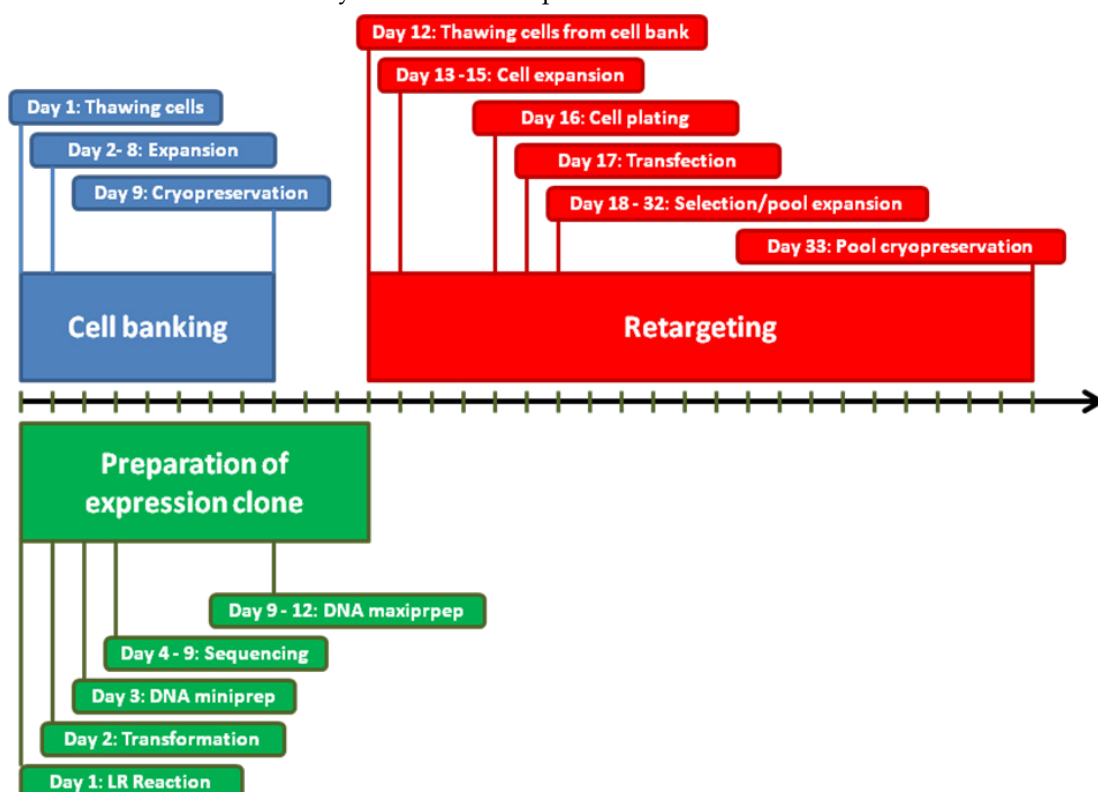 Day 12: Thawing cells from cell bank
Day 13 -15: Cell expansion
Day 1: Thawing cells
Day 16: Cell plating
Day 2- 8: Expansion
Day 17: Transfection
Day 9: Cryopreservation
Day 18 - 32: Selection/pool expansion
Day 33: Pool cryopreservation
Cell banking
Retargeting
Preparation of
expression clone
Day 9 - 12: DNA maxiprpep
Day 4 - 9: Sequencing
Day 3: DNA miniprep
Day 2: Transformation
Day 1: LR Reaction